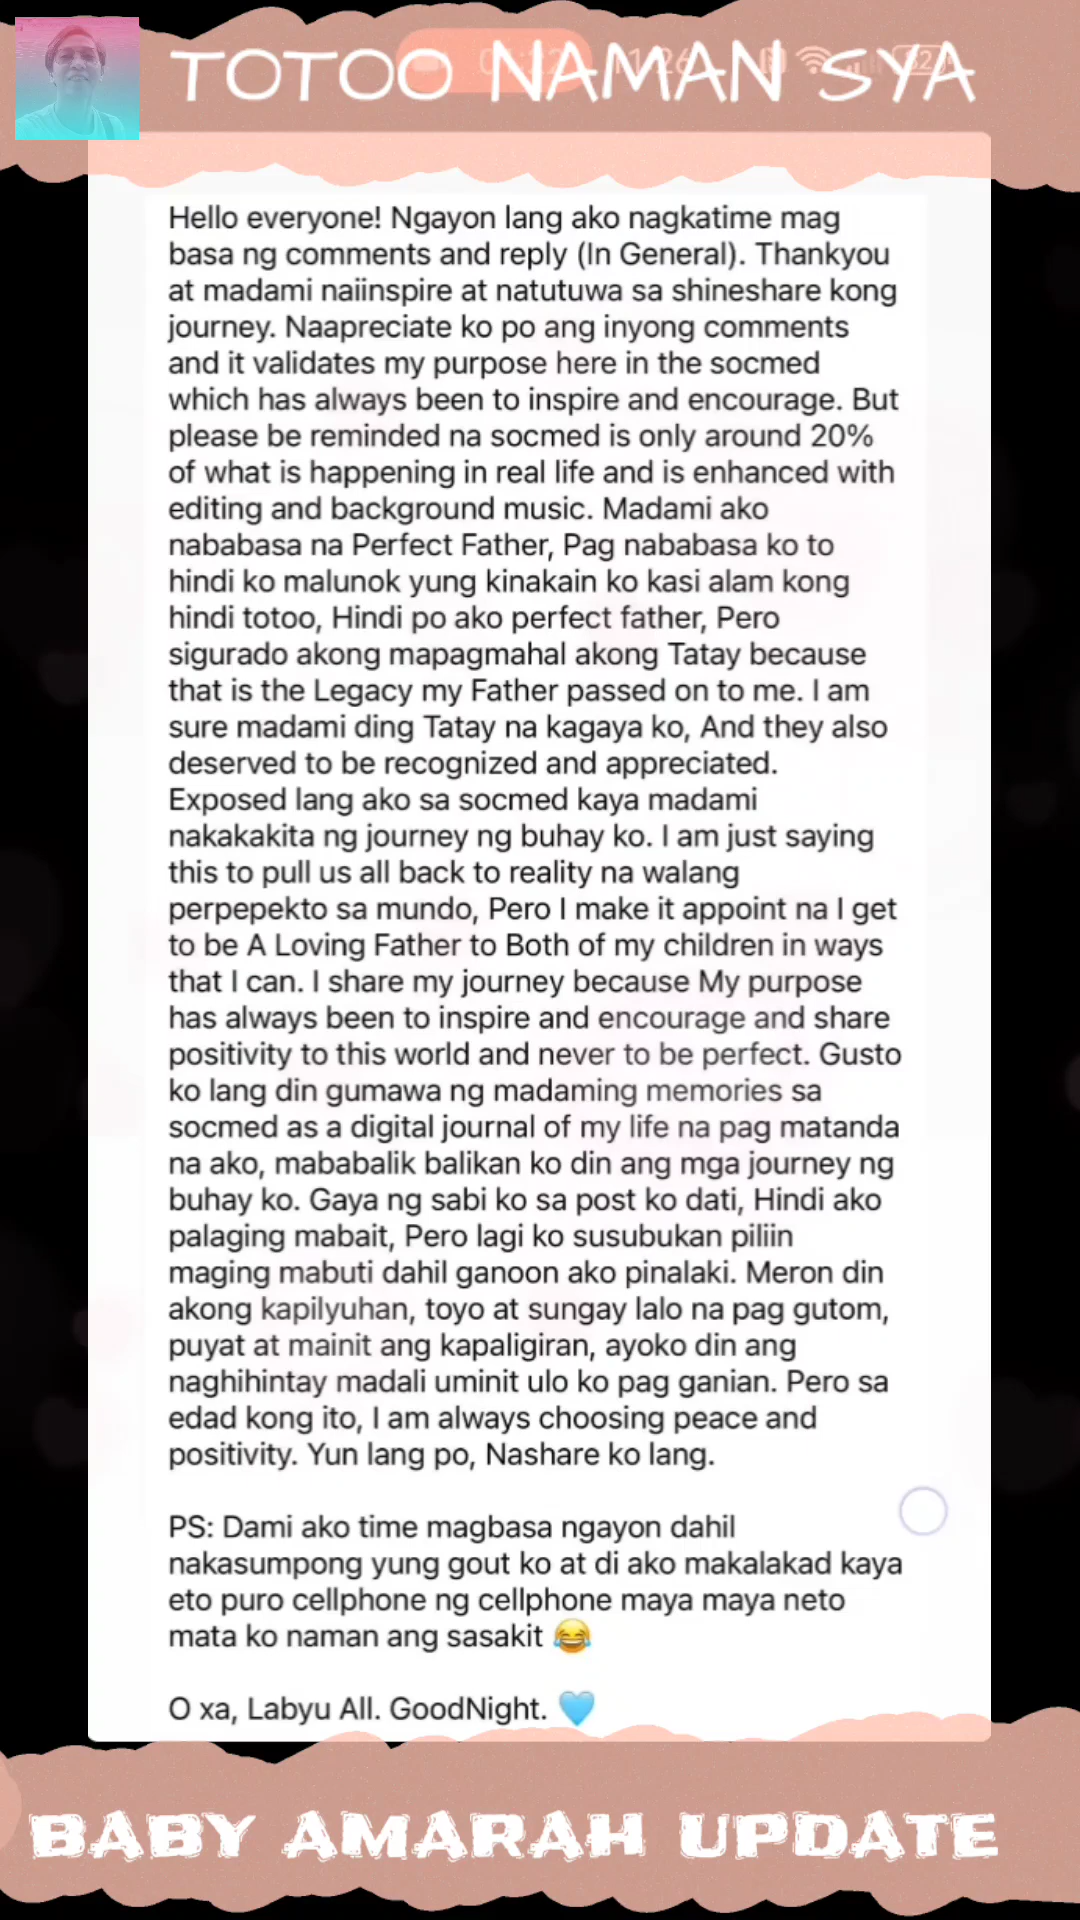 TOTOO NAMAN SYA
Hello everyone! Ngayon lang ako nagkatime mag
basa ng comments and reply (In General). Thankyou
at madami naiinspire at natutuwa sa shineshare kong
journey. Naapreciate ko po ang inyong comments
and it validates my purpose here in the socmed
which has always been to inspire and encourage. But
please be reminded na socmed is only around 20%
of what is happening in real life and is enhanced with
editing and background music. Madami ako
nababasa na Perfect Father, Pag nababasa ko to
hindi ko malunok yung kinakain ko kasi alam kong
hindi totoo, Hindi po ako perfect father, Pero
sigurado akong mapagmahal akong Tatay because
that is the Legacy my Father passed on to me. I am
sure madami ding Tatay na kagaya ko, And they also
deserved to be recognized and appreciated.
Exposed lang ako sa socmed kaya madami
nakakakita ng journey ng buhay ko. I am just saying
this to pull us all back to reality na walang
perpepekto sa mundo, Pero I make it appoint na I get
to be A Loving Father to Both of my children in ways
that I can. I share my journey because My purpose
has always been to inspire and encourage and share
positivity to this world and never to be perfect. Gusto
ko lang din gumawa ng madaming memories sa
socmed as a digital journal of my life na pag matanda
na ako, mababalik balikan ko din ang mga journey ng
buhay ko. Gaya ng sabi ko sa post ko dati, Hindi ako
palaging mabait, Pero lagi ko susubukan piliin
maging mabuti dahil ganoon ako pinalaki. Meron din
akong kapilyuhan, toyo at sungay lalo na pag gutom,
puyat at mainit ang kapaligiran, ayoko din ang
naghihintay madali uminit ulo ko pag ganian. Pero sa
edad kong ito, I am always choosing peace and
positivity. Yun lang po, Nashare ko lang.
PS: Dami ako time magbasa ngayon dahil
nakasumpong yung gout ko at di ako makalakad kaya
eto puro cellphone ng cellphone maya maya neto
mata ko naman ang sasakit 😂
O xa, Labyu All. GoodNight. 🩵
BABY AMARAH UPDATE